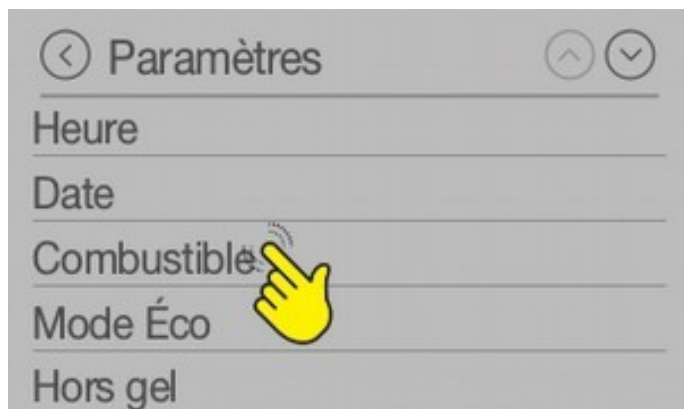 Paramètres
Heure
Date
Combustible
Mode Éco
Hors gel